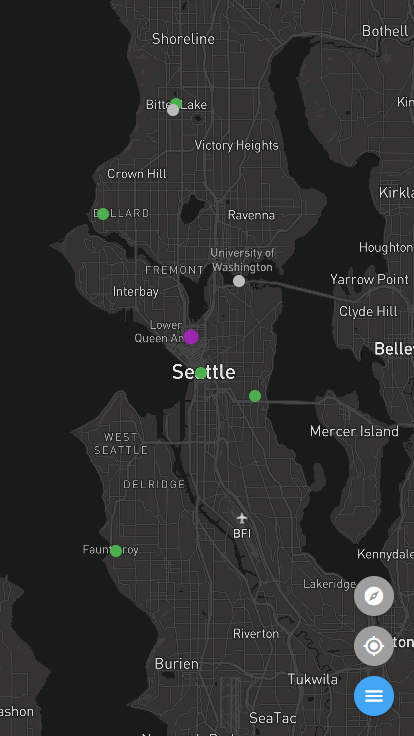 Shoreline
Bothell
Bitter Lake
Kin
Victory Heights
Crown Hill
Kirkla
BALLARD
Ravenna
Houghton
University of
Washington
FREMONT
Yarrow Point
Interbay
Clyde Hill
Lower
Queen An
Belle
Seattle
Mercer Island
WEST
SEATTLE
DELRIDGE
BFI
Fauntleroy
Kennydale
Lakeridge
Riverton
ton
Burien
Tukwila
ashon
SeaTac